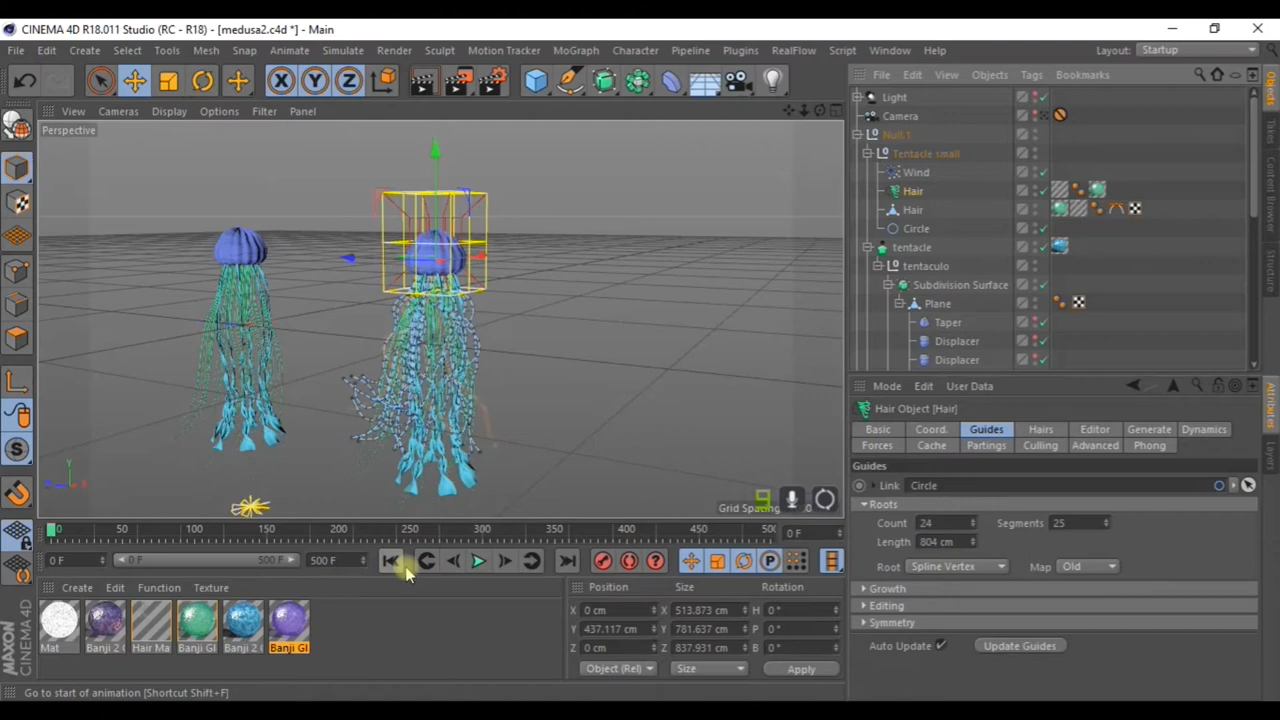 CINEMA 4D R18.011 Studio (RC - R18) - [medusa2.c4d *] - Main
File Edit Create Select Tools Mesh Snap Animate Simulate Render Sculpt Motion Tracker MoGraph Character Pipeline Plugins RealFlow Script Window Help Layout: Startup
X Y Z
File Edit View Objects Tags Bookmarks
View Cameras Display Options Filter Panel
Perspective
Light
Camera
Null.1
Tentacle small
Wind
Hair
Hair
Circle
tentacle
tentaculo
Subdivision Surface
Plane
Taper
Displacer
Displacer
Objects
Takes
Content Browser
Structure
Attributes
Layers
Mode Edit User Data
Hair Object [Hair]
Basic Coord. Guides Hairs Editor Generate Dynamics
Forces Cache Partings Culling Advanced Phong
Guides
Link Circle
Roots
Count 24 Segments 25
Length 804 cm
Root Spline Vertex Map Old
Growth
Editing
Symmetry
Auto Update Update Guides
Y
Grid Spacing
0 50 100 150 200 250 300 350 400 450 500 0 F
0 F 0 F 500 F 500 F
P
Create Edit Function Texture
Mat Banji 2 Hair Ma Banji Gl Banji 2 Banji Gl
Position Size Rotation
X 0 cm X 513.873 cm H 0 °
Y 437.117 cm Y 781.637 cm P 0 °
Z 0 cm Z 837.931 cm B 0 °
Object (Rel) Size Apply
MAXON CINEMA 4D
Go to start of animation [Shortcut Shift+F]